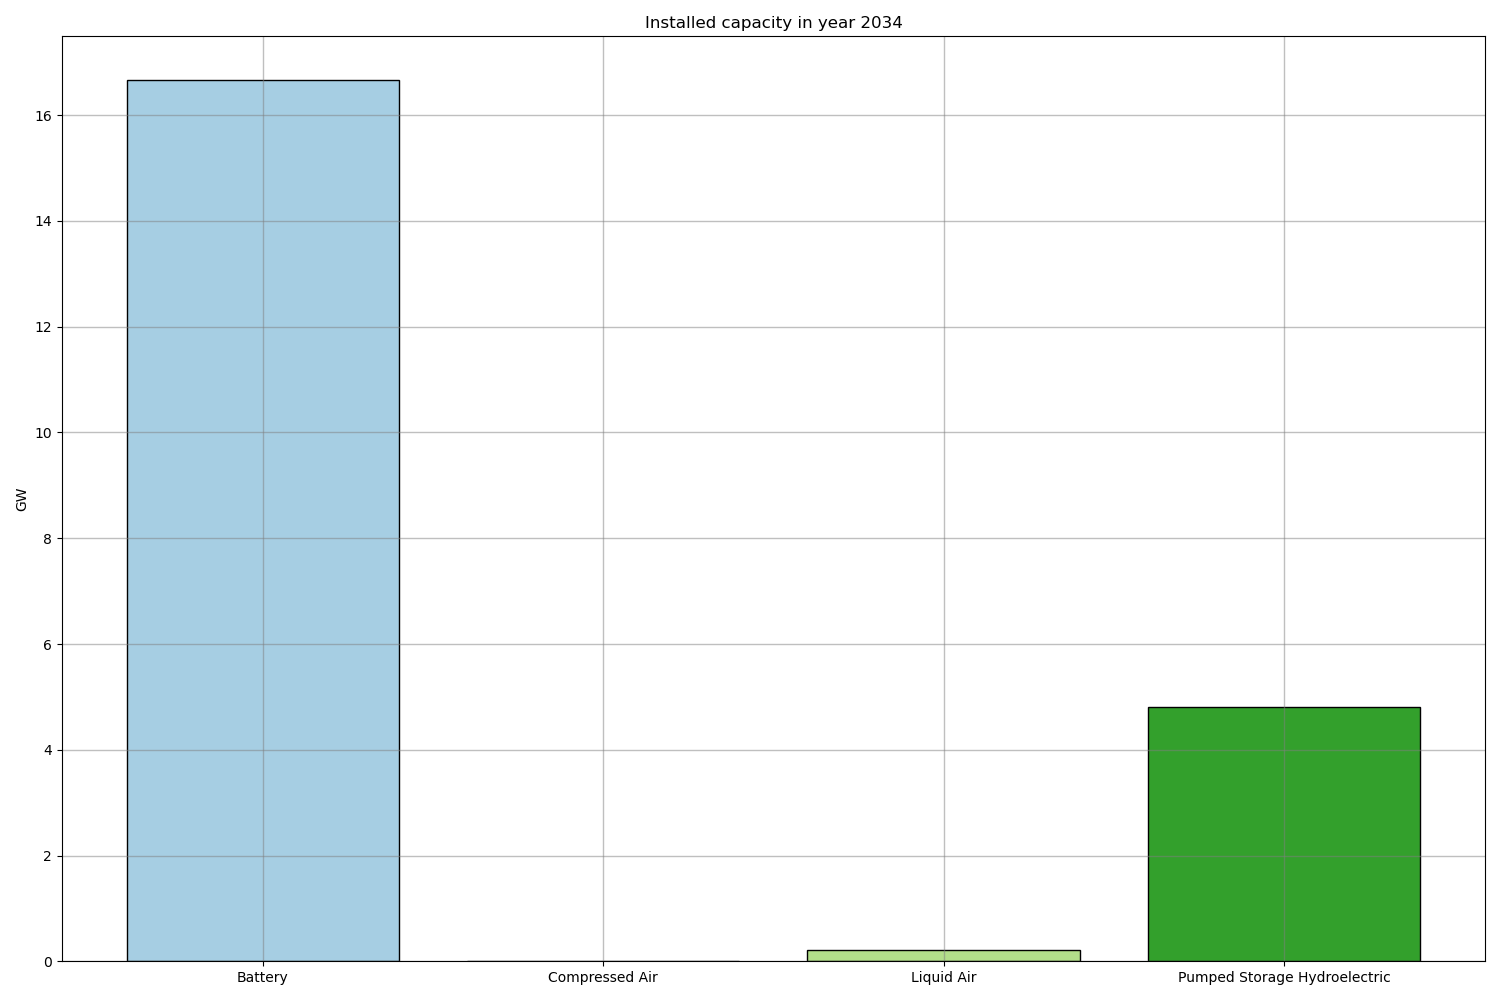 Installed capacity in year 2034
16
14
12
10
8
6
4
2
0
GW
Battery
Compressed Air
Liquid Air
Pumped Storage Hydroelectric